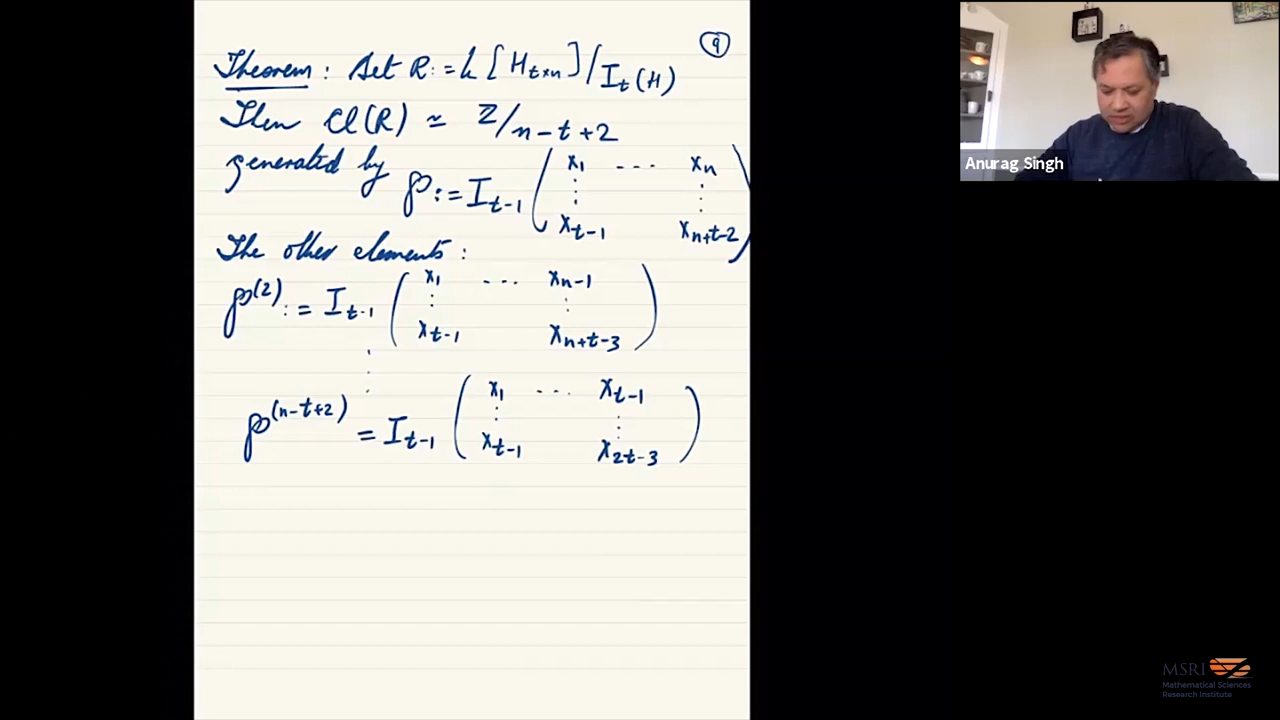 9
Theorem: Set R := k[H_{t×n}]/I_t(H)
Then Cl(R) ≃ ℤ/n-t+2
generated by ℘ := I_{t-1} ( x_1 --- x_n
⋮ ⋮
x_{t-1} x_{n+t-2} )
The other elements:
℘^{(2)} := I_{t-1} ( x_1 --- x_{n-1}
⋮ ⋮
x_{t-1} x_{n+t-3} )
⋮
℘^{(n-t+2)} = I_{t-1} ( x_1 --- x_{t-1}
⋮ ⋮
x_{t-1} x_{2t-3} )
Anurag Singh
MSRI
Mathematical Sciences
Research Institute